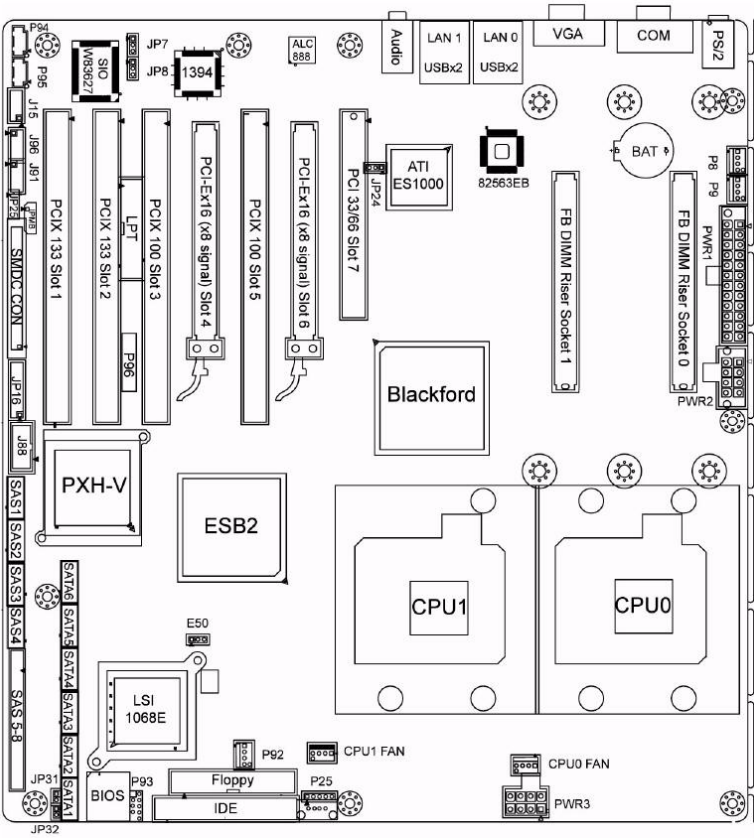 P94
P95
J15
J96
J91
JP25
JPMB
SMDC CON
JP16
J88
SAS1
SAS2
SAS3
SAS4
SAS 5-8
SIO
W83627
JP7
JP8
1394
ALC
888
Audio
LAN 1
USBx2
LAN 0
USBx2
VGA
COM
PS/2
PCIX 133 Slot 1
PCIX 133 Slot 2
LPT
P96
PCIX 100 Slot 3
PCI-Ex16 (x8 signal) Slot 4
PCIX 100 Slot 5
PCI-Ex16 (x8 signal) Slot 6
PCI 33/66 Slot 7
JP24
ATI
ES1000
82563EB
BAT
P8
P9
FB DIMM Riser Socket 1
FB DIMM Riser Socket 0
PWR1
PWR2
Blackford
PXH-V
ESB2
CPU1
CPU0
SATA6
SATA5
SATA4
SATA3
SATA2
SATA1
E50
LSI
1068E
JP31
JP32
BIOS
P93
P92
Floppy
IDE
P25
CPU1 FAN
CPU0 FAN
PWR3